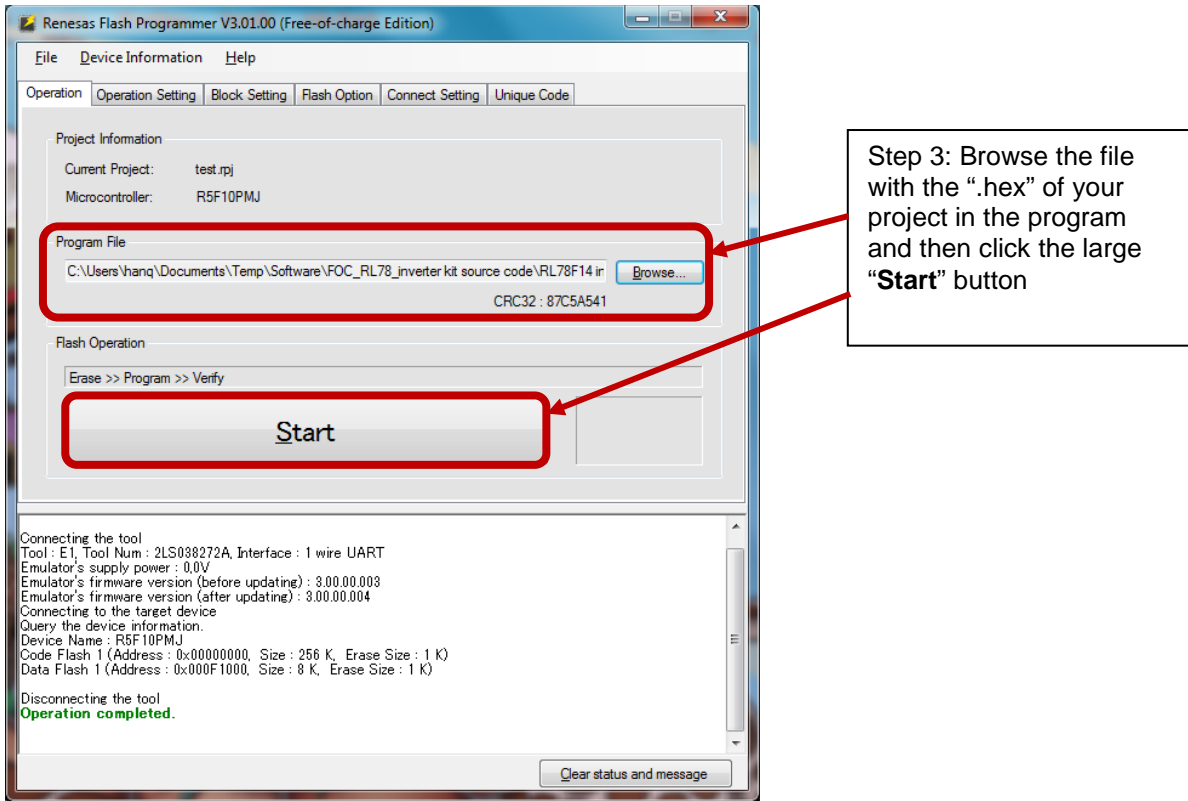 Renesas Flash Programmer V3.01.00 (Free-of-charge Edition)
File Device Information Help
Operation Operation Setting Block Setting Flash Option Connect Setting Unique Code
Project Information
Current Project: test.rpj
Microcontroller: R5F10PMJ
Program File
C:\Users\hanq\Documents\Temp\Software\FOC_RL78_inverter kit source code\RL78F14 ir Browse...
CRC32 : 87C5A541
Flash Operation
Erase >> Program >> Verify
Start
Connecting the tool
Tool : E1, Tool Num : 2LS038272A, Interface : 1 wire UART
Emulator's supply power : 0,0V
Emulator's firmware version (before updating) : 3.00.00.003
Emulator's firmware version (after updating) : 3.00.00.004
Connecting to the target device
Query the device information.
Device Name : R5F10PMJ
Code Flash 1 (Address : 0x00000000, Size : 256 K, Erase Size : 1 K)
Data Flash 1 (Address : 0x000F1000, Size : 8 K, Erase Size : 1 K)
Disconnecting the tool
Operation completed.
Clear status and message
Step 3: Browse the file
with the “.hex” of your
project in the program
and then click the large
“Start” button